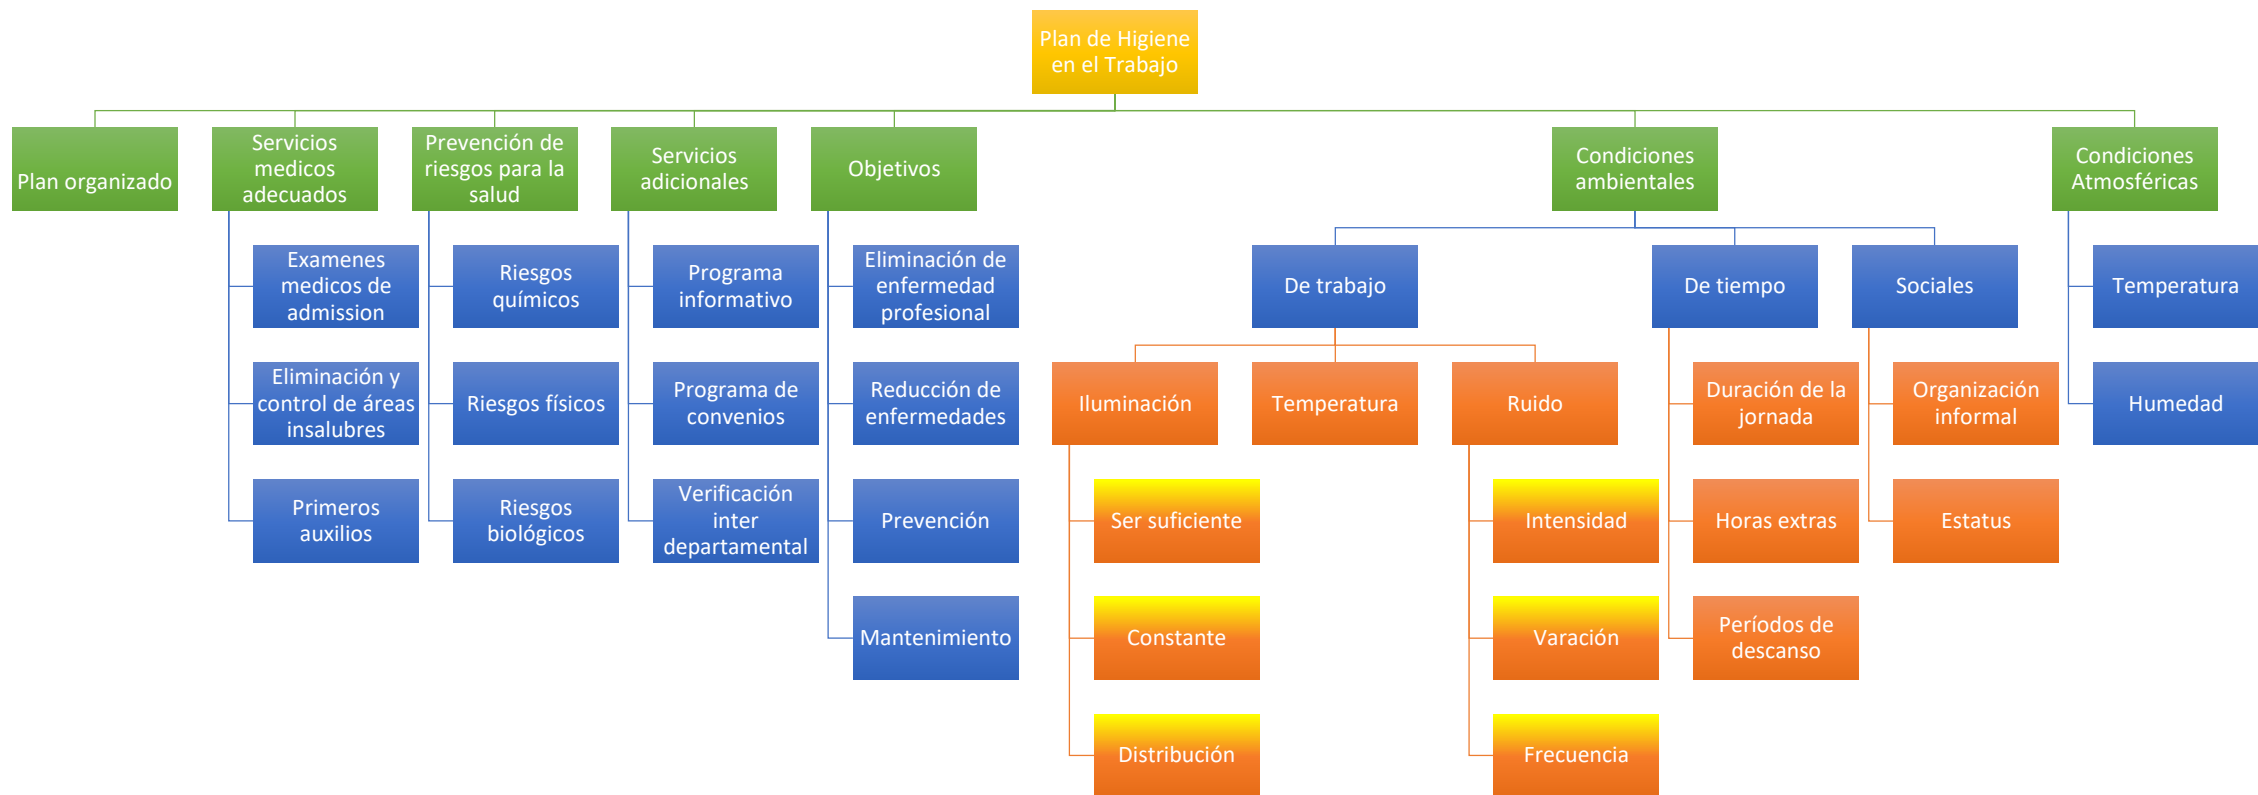 Plan de Higiene
en el Trabajo
Plan organizado
Servicios
medicos
adecuados
Prevención de
riesgos para la
salud
Servicios
adicionales
Objetivos
Condiciones
ambientales
Condiciones
Atmosféricas
Examenes
medicos de
admission
Riesgos
químicos
Programa
informativo
Eliminación de
enfermedad
profesional
De trabajo
De tiempo
Sociales
Temperatura
Eliminación y
control de áreas
insalubres
Riesgos físicos
Programa de
convenios
Reducción de
enfermedades
Iluminación
Temperatura
Ruido
Duración de la
jornada
Organización
informal
Humedad
Primeros
auxilios
Riesgos
biológicos
Verificación
inter
departamental
Prevención
Ser suficiente
Intensidad
Horas extras
Estatus
Mantenimiento
Constante
Varación
Períodos de
descanso
Distribución
Frecuencia